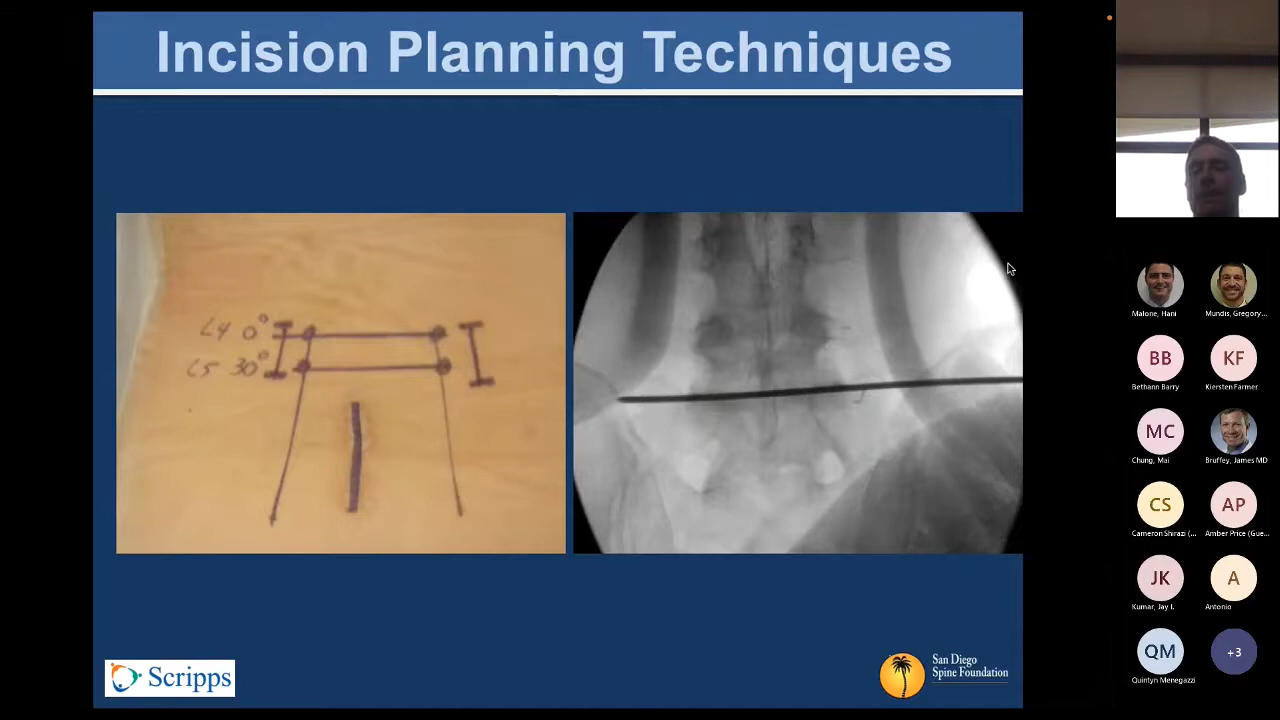 Incision Planning Techniques
L4 0°
L5 30°
Scripps
San Diego
Spine Foundation
Malone, Hani
Mundis, Gregory...
BB
KF
Bethann Barry
Kiersten Farmer
MC
Chung, Mai
Bruffey, James MD
CS
AP
Cameron Shirazi (...
Amber Price (Gue...
JK
A
Kumar, Jay I.
Antonio
QM
+3
Quintyn Menegazzi